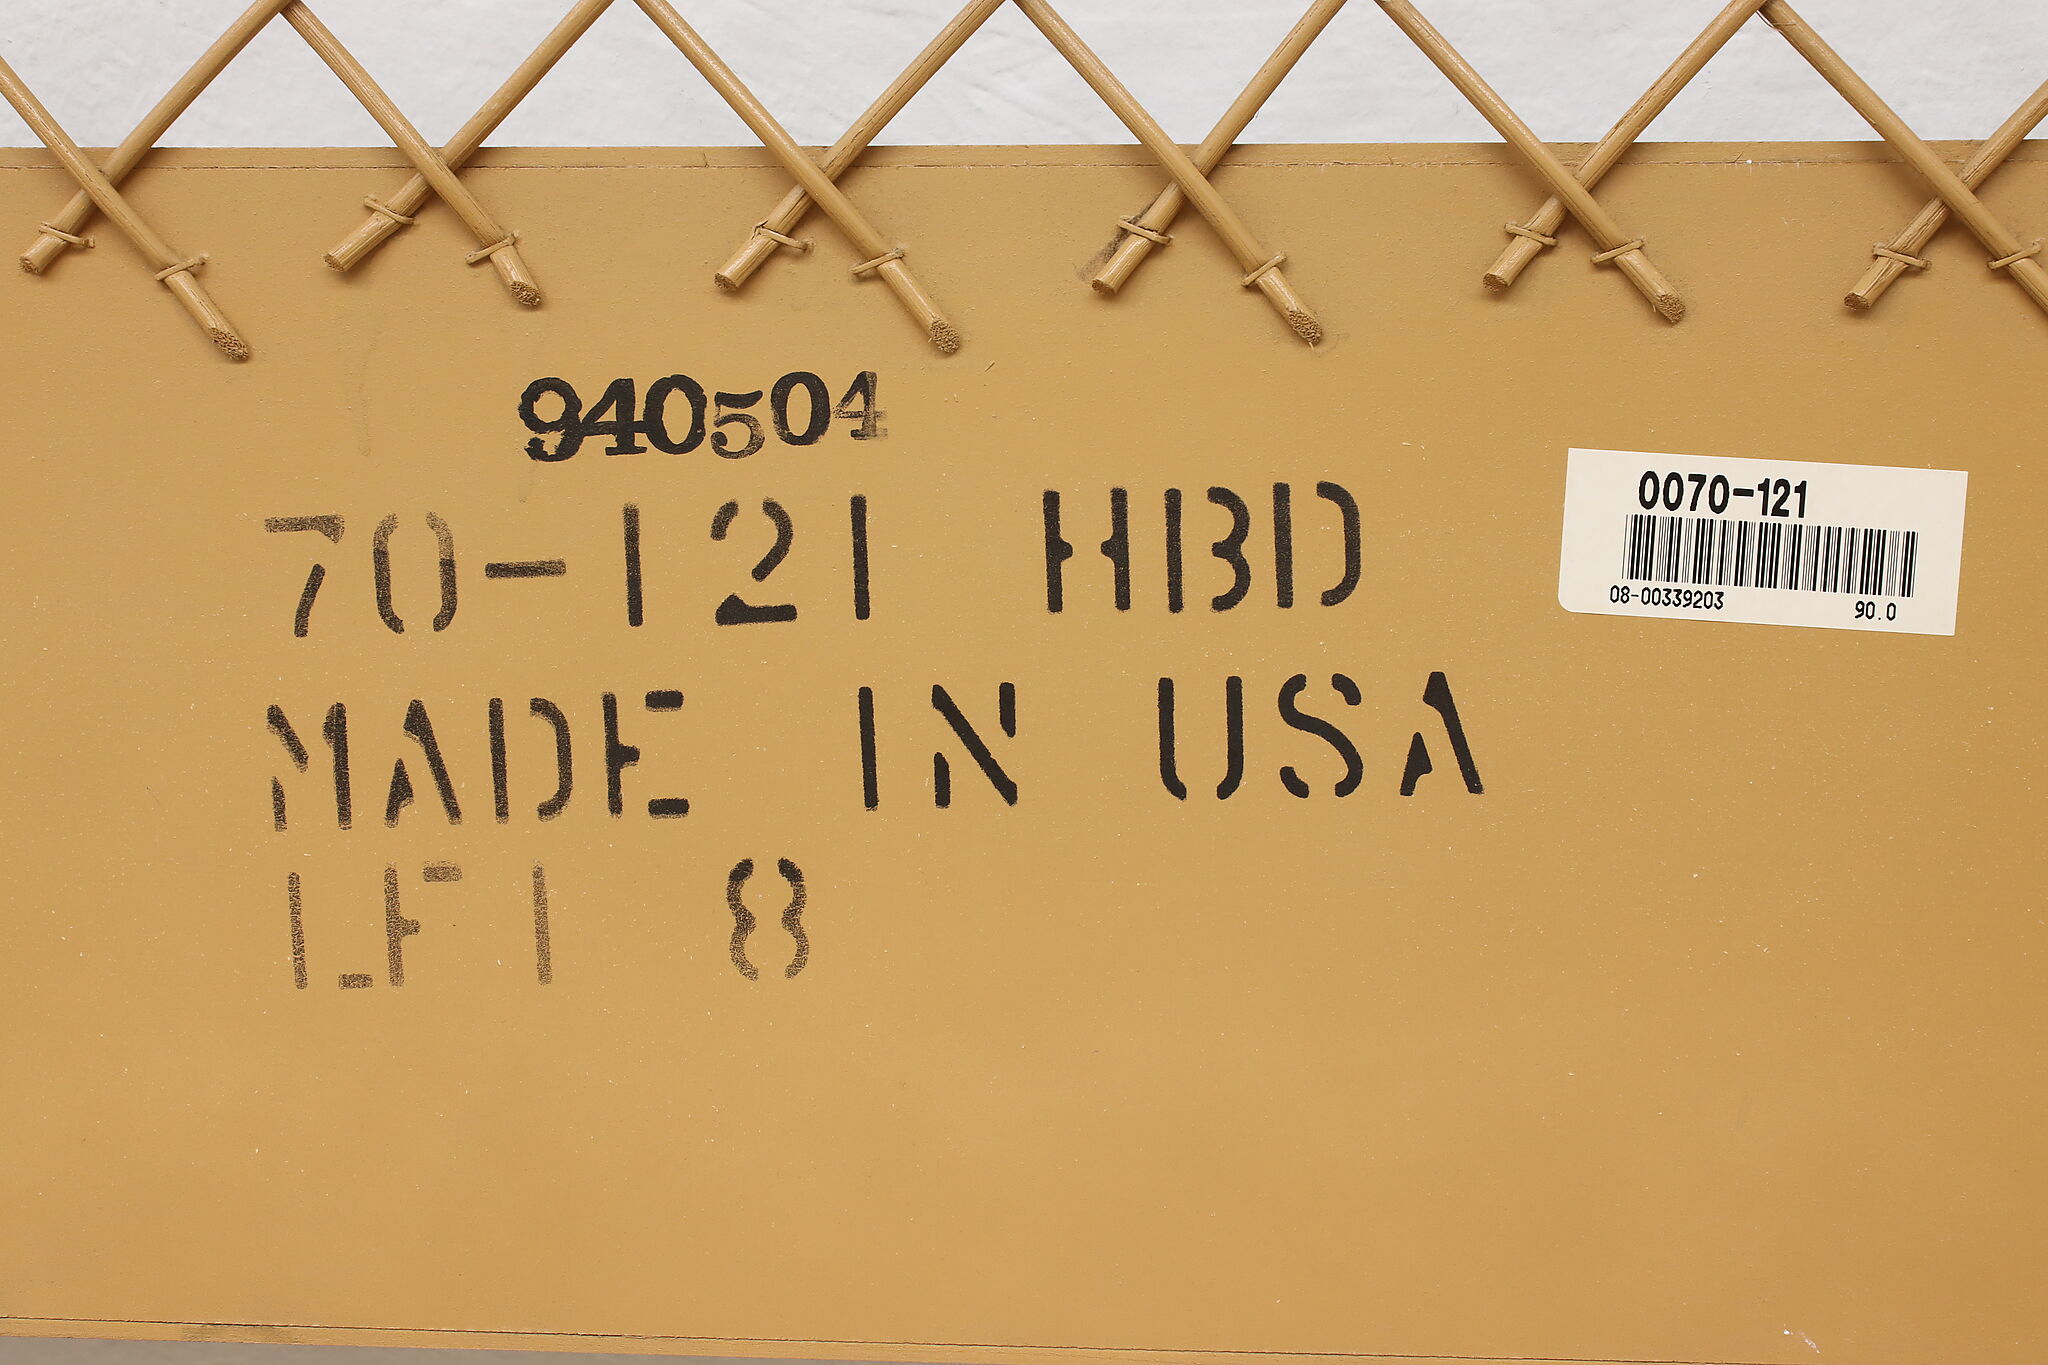 940504
70-121 HBD
MADE IN USA
LFI 8
0070-121
08-00339203
90.0